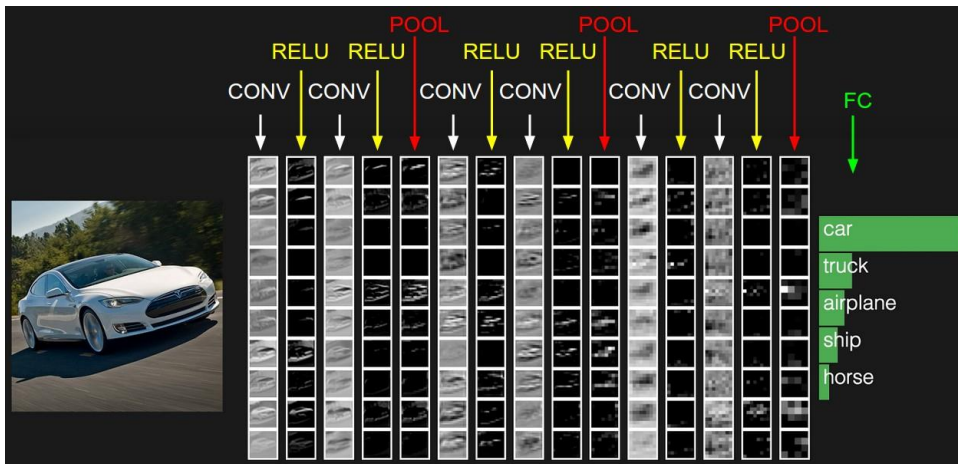 POOL POOL POOL
RELU RELU RELU RELU RELU RELU
CONV CONV CONV CONV CONV CONV
FC
car
truck
airplane
ship
horse